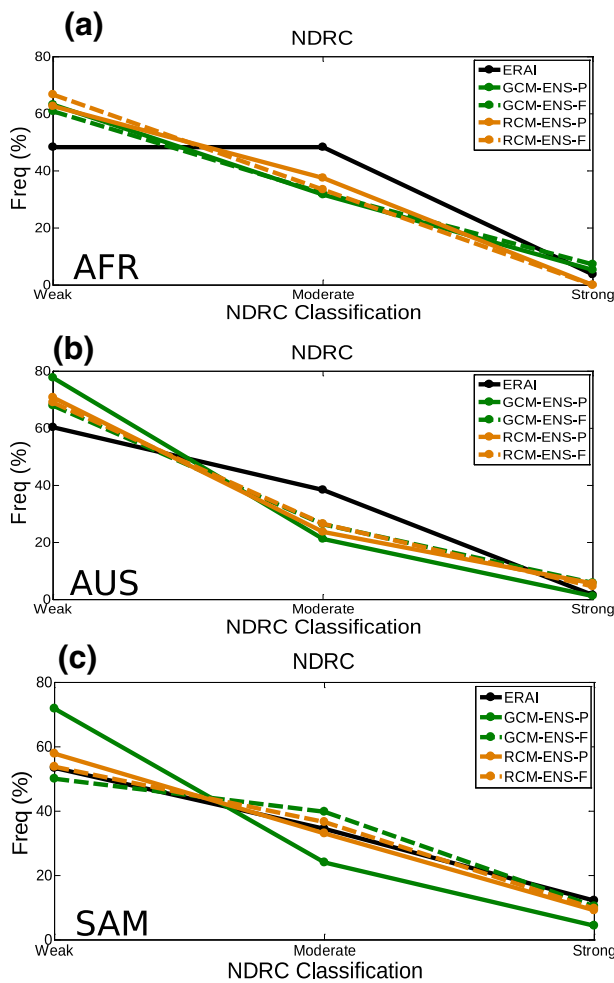 (a)
NDRC
80
60
40
20
0
Freq (%)
ERAI
GCM-ENS-P
GCM-ENS-F
RCM-ENS-P
RCM-ENS-F
AFR
Weak
Moderate
Strong
NDRC Classification
(b)
NDRC
80
60
40
20
0
Freq (%)
ERAI
GCM-ENS-P
GCM-ENS-F
RCM-ENS-P
RCM-ENS-F
AUS
Weak
Moderate
Strong
NDRC Classification
(c)
NDRC
80
60
40
20
0
Freq (%)
ERAI
GCM-ENS-P
GCM-ENS-F
RCM-ENS-P
RCM-ENS-F
SAM
Weak
Moderate
Strong
NDRC Classification